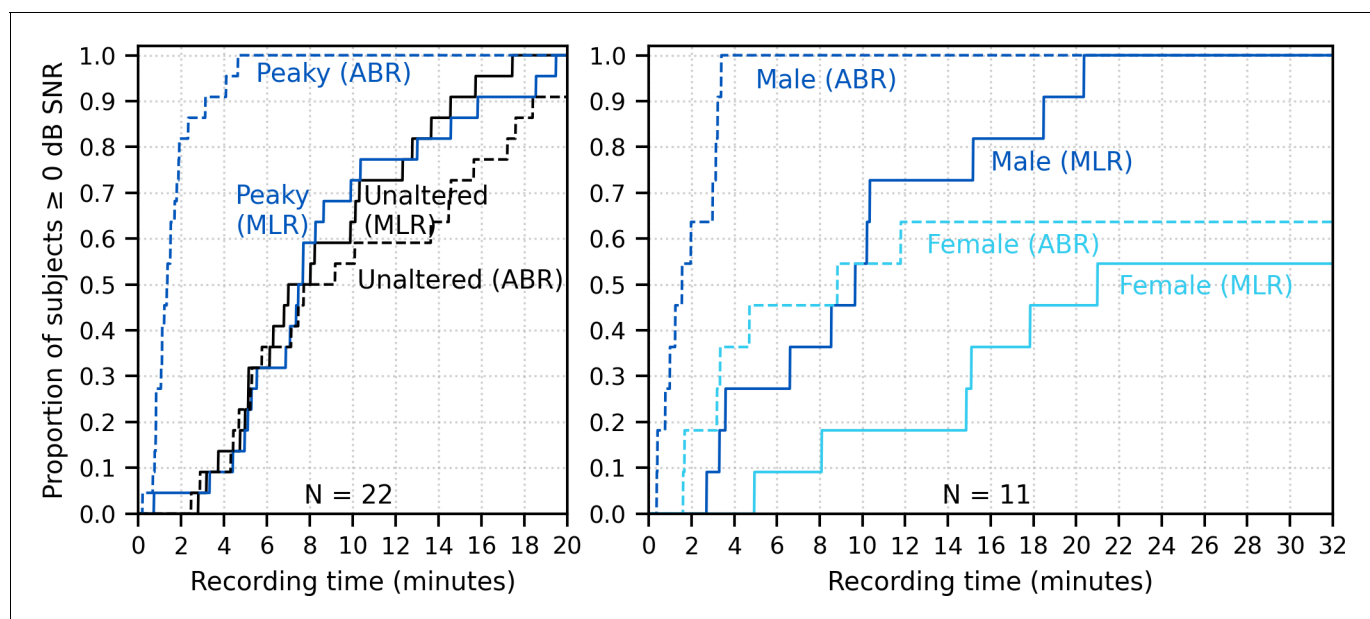 Proportion of subjects ≥ 0 dB SNR
1.0
0.9
0.8
0.7
0.6
0.5
0.4
0.3
0.2
0.1
0.0
Peaky (ABR)
Peaky
(MLR)
Unaltered
(MLR)
Unaltered (ABR)
N = 22
0 2 4 6 8 10 12 14 16 18 20
Recording time (minutes)
1.0
0.9
0.8
0.7
0.6
0.5
0.4
0.3
0.2
0.1
0.0
Male (ABR)
Male (MLR)
Female (ABR)
Female (MLR)
N = 11
0 2 4 6 8 10 12 14 16 18 20 22 24 26 28 30 32
Recording time (minutes)